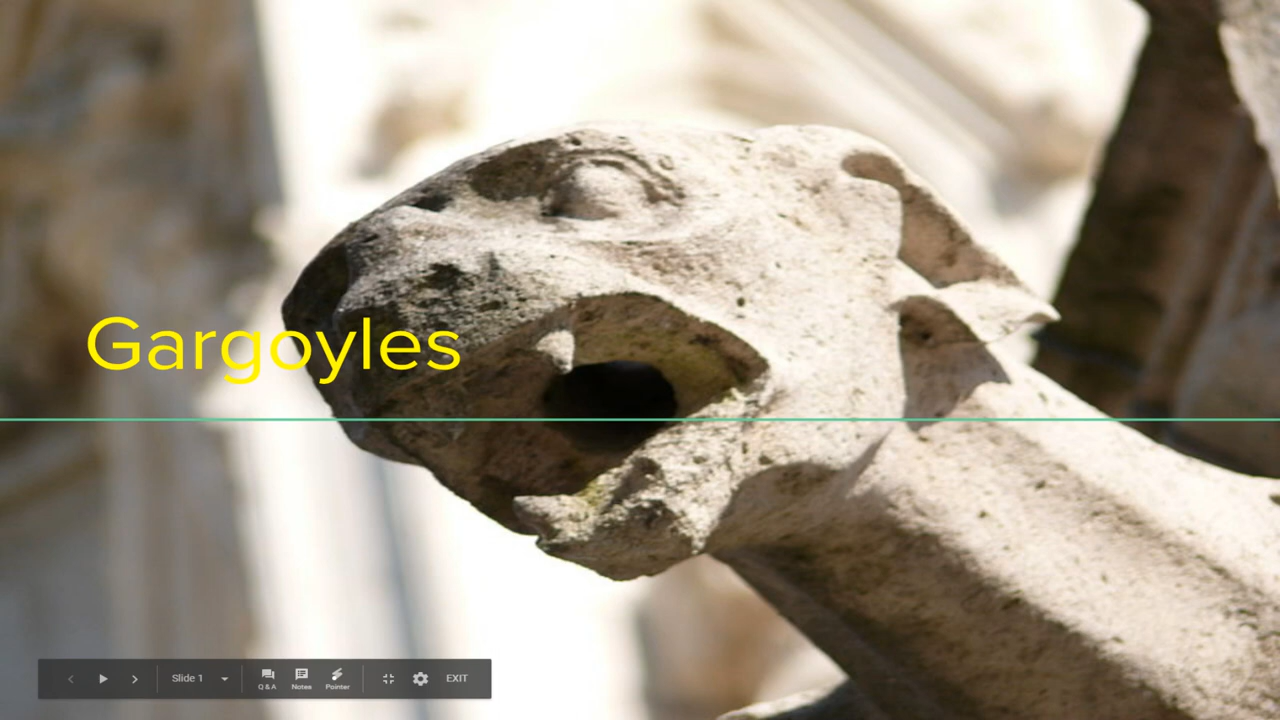 Gargoyles
Slide 1
Q & A
Notes
Pointer
EXIT